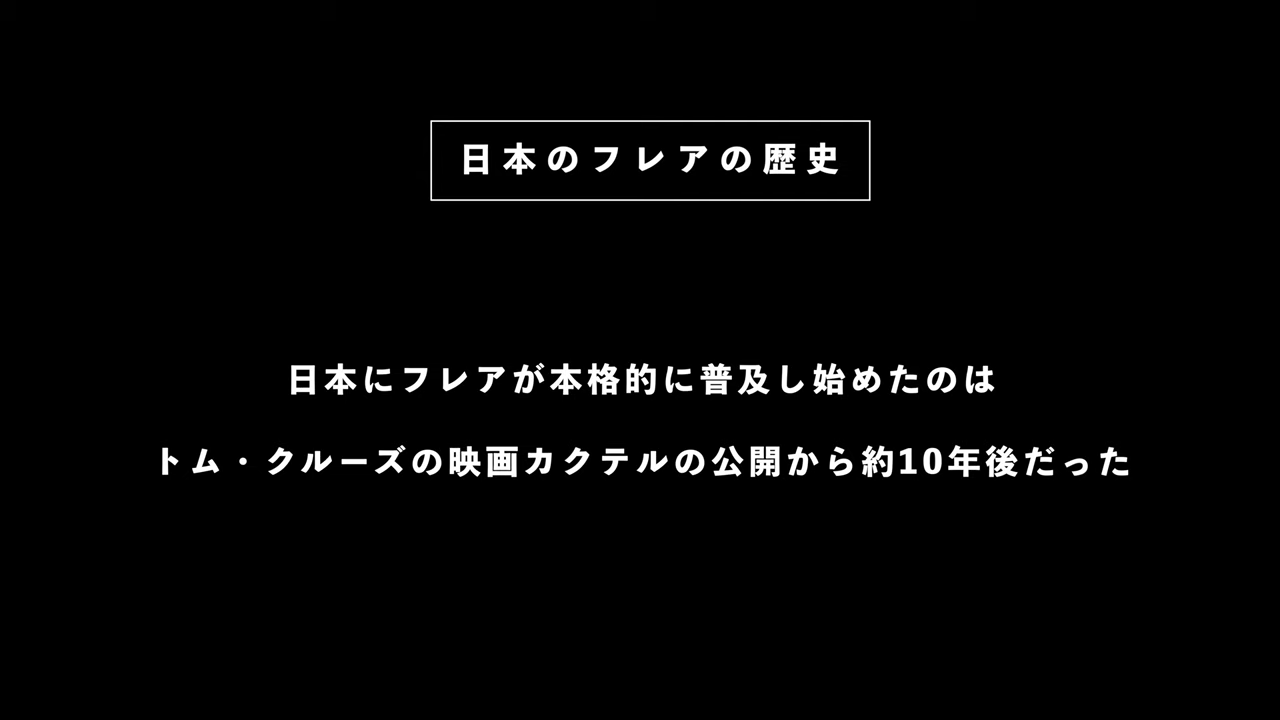 日本のフレアの歴史
日本にフレアが本格的に普及し始めたのは
トム・クルーズの映画カクテルの公開から約10年後だった